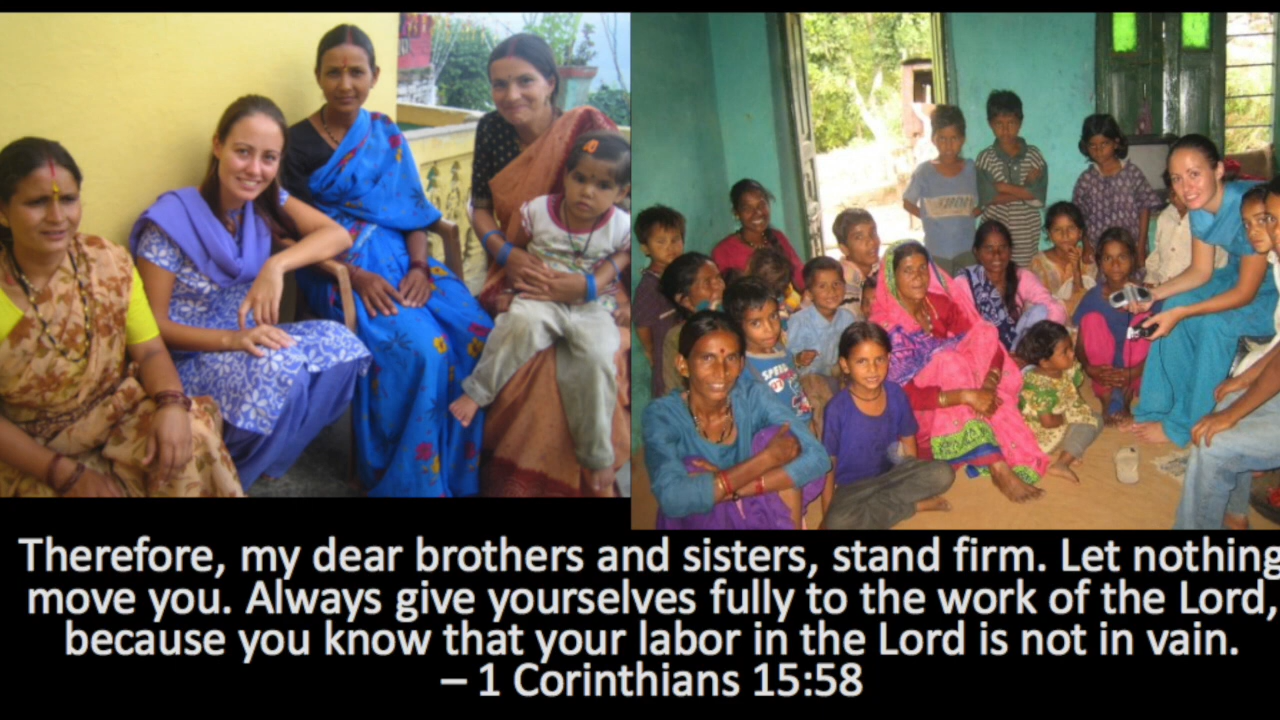 SPORT
SPEED
Therefore, my dear brothers and sisters, stand firm. Let nothing
move you. Always give yourselves fully to the work of the Lord,
because you know that your labor in the Lord is not in vain.
– 1 Corinthians 15:58